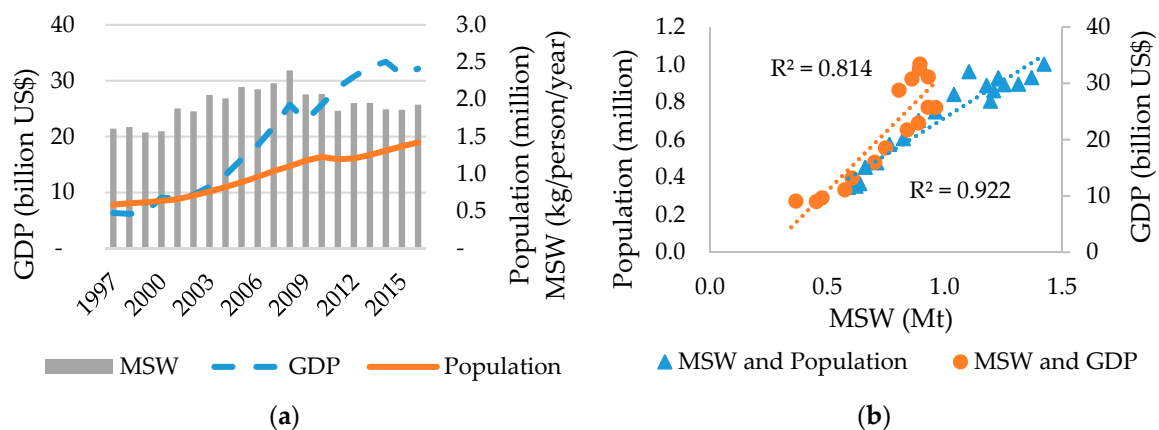 GDP (billion US$)
40
30
20
10
-
3.0
2.5
2.0
1.5
1.0
0.5
-
Population (million)
MSW (kg/person/year)
1997
2000
2003
2006
2009
2012
2015
MSW
GDP
Population
(a)
Population (million)
1.2
1.0
0.8
0.6
0.4
0.2
0.0
R² = 0.814
R² = 0.922
40
30
20
10
0
GDP (billion US$)
0.0
0.5
1.0
1.5
MSW (Mt)
MSW and Population
MSW and GDP
(b)